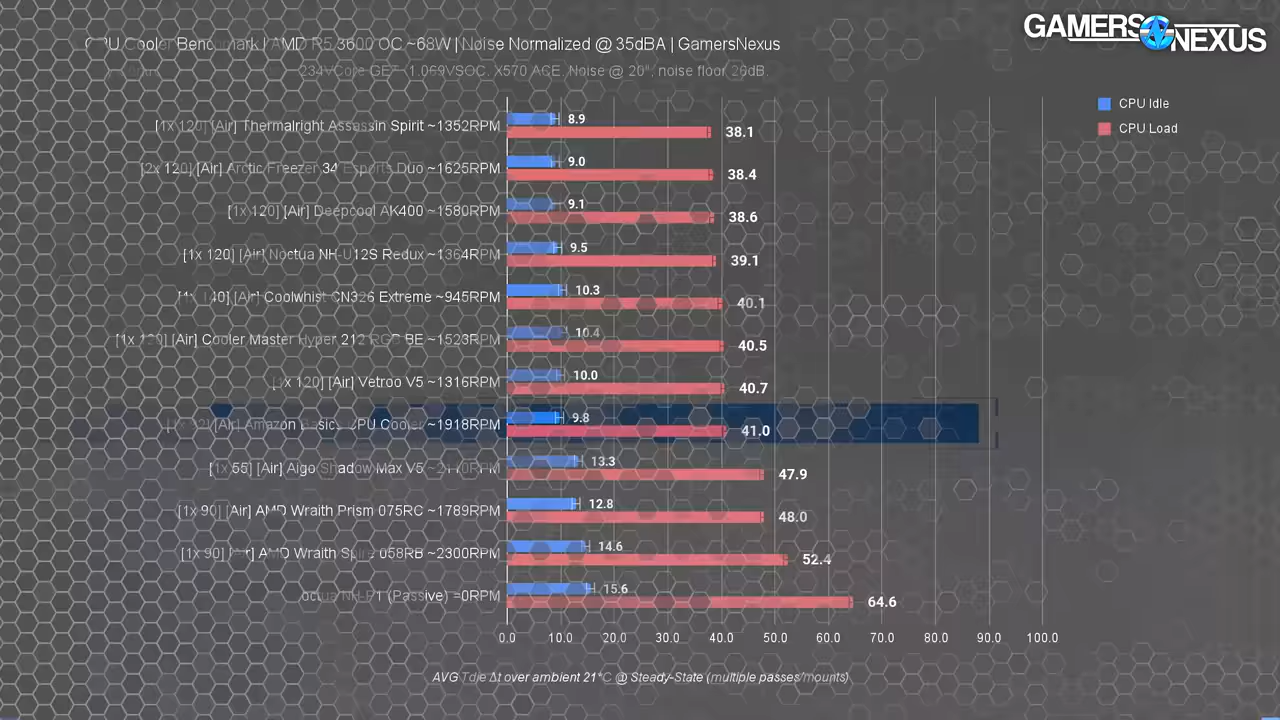 GAMERS NEXUS
CPU Cooler Benchmark | AMD R5 3600 OC ~68W | Noise Normalized @ 35dBA | GamersNexus
234VCore GET (1.069VSOC, X570 ACE, Noise @ 20", noise floor 26dB.
CPU Idle
CPU Load
[1x 120] [Air] Thermalright Assassin Spirit ~1352RPM 8.9 38.1
[2x 120] [Air] Arctic Freezer 34 Esports Duo ~1625RPM 9.0 38.4
[1x 120] [Air] Deepcool AK400 ~1580RPM 9.1 38.6
[1x 120] [Air] Noctua NH-U12S Redux ~1364RPM 9.5 39.1
[1x 140] [Air] Coolwhist CN326 Extreme ~945RPM 10.3 40.1
[1x 120] [Air] Cooler Master Hyper 212 RGB BE ~1523RPM 10.4 40.5
x 120] [Air] Vetroo V5 ~1316RPM 10.0 40.7
[1x 92] [Air] Amazon Basics CPU Cooler ~1918RPM 9.8 41.0
[1x 55] [Air] Aigo Shadow Max V5 13.3 47.9
[1x 90] [Air] AMD Wraith Prism 075RC ~1789RPM 12.8 48.0
[1x 90] [Air] AMD Wraith Spire 058RB ~2300RPM 14.6 52.4
octua NH-P1 (Passive) =0RPM 15.6 64.6
0.0 10.0 20.0 30.0 40.0 50.0 60.0 70.0 80.0 90.0 100.0
AVG Tdie Δt over ambient 21°C @ Steady-State (multiple passes/mounts)